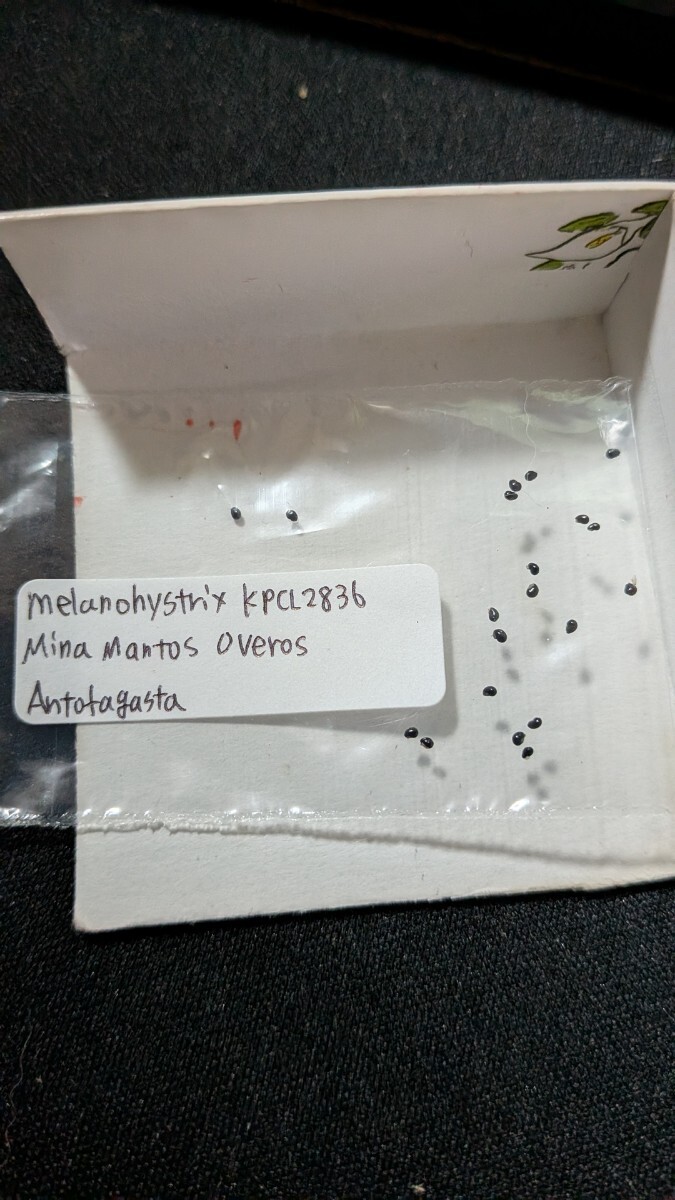 melanohystrix KPCL2836
Mina Mantos Overos
Antofagasta